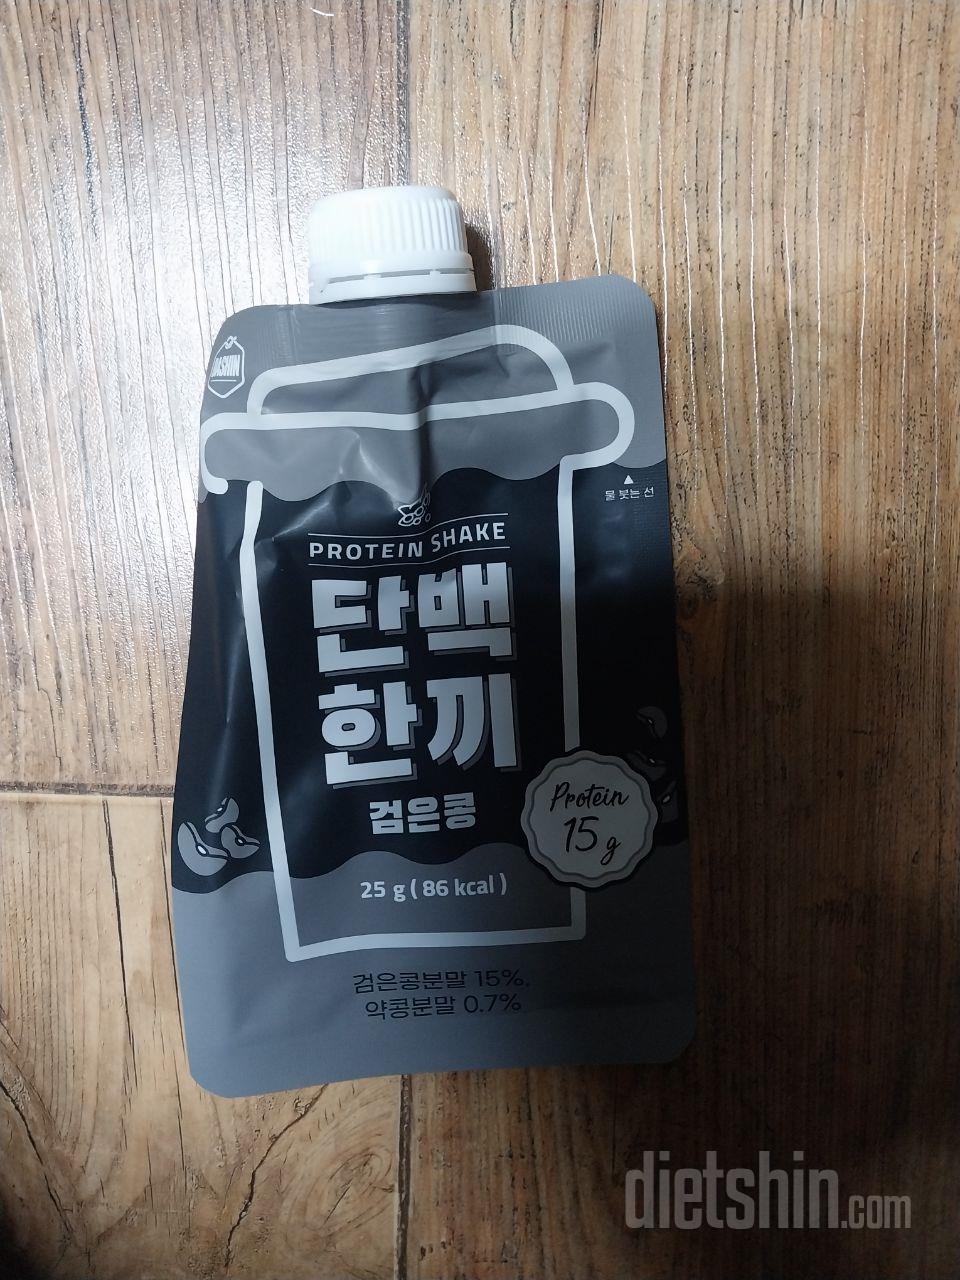 DASHIN
물 붓는 선
PROTEIN SHAKE
단백
한끼
검은콩
Protein
15 g
25 g ( 86 kcal )
검은콩분말 15%,
약콩분말 0.7%
dietshin.com